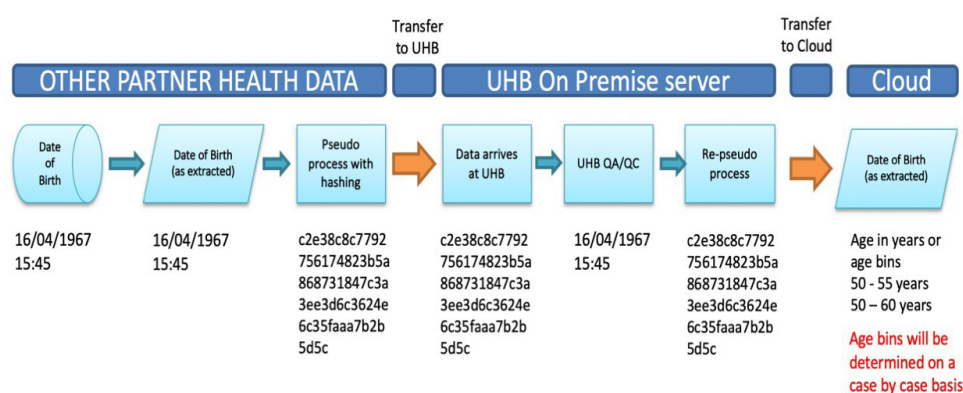 Transfer
to UHB
Transfer
to Cloud
OTHER PARTNER HEALTH DATA
UHB On Premise server
Cloud
Date
of
Birth
Date of Birth
(as extracted)
Pseudo
process with
hashing
Data arrives
at UHB
UHB QA/QC
Re-pseudo
process
Date of Birth
(as extracted)
16/04/1967
15:45
16/04/1967
15:45
c2e38c8c7792
756174823b5a
868731847c3a
3ee3d6c3624e
6c35faaa7b2b
5d5c
c2e38c8c7792
756174823b5a
868731847c3a
3ee3d6c3624e
6c35faaa7b2b
5d5c
16/04/1967
15:45
c2e38c8c7792
756174823b5a
868731847c3a
3ee3d6c3624e
6c35faaa7b2b
5d5c
Age in years or
age bins
50 - 55 years
50 – 60 years
Age bins will be
determined on a
case by case basis